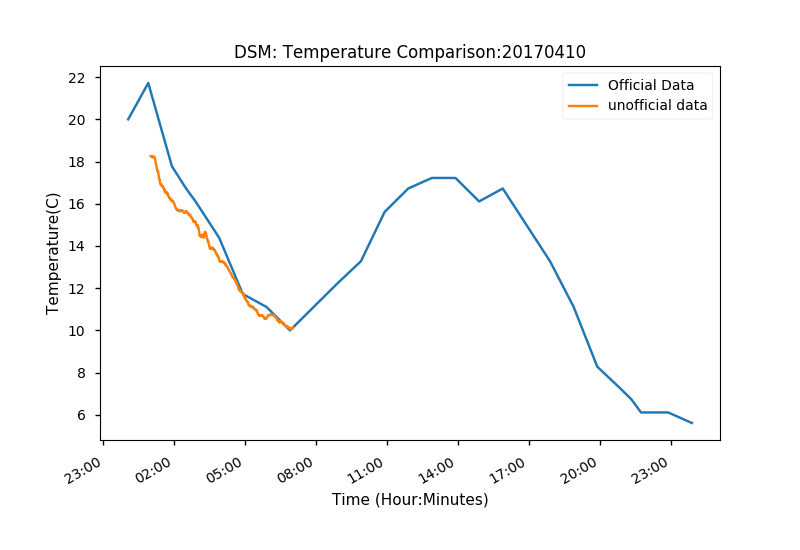 DSM: Temperature Comparison:20170410
Official Data
unofficial data
Temperature(C)
22
20
18
16
14
12
10
8
6
23:00 02:00 05:00 08:00 11:00 14:00 17:00 20:00 23:00
Time (Hour:Minutes)